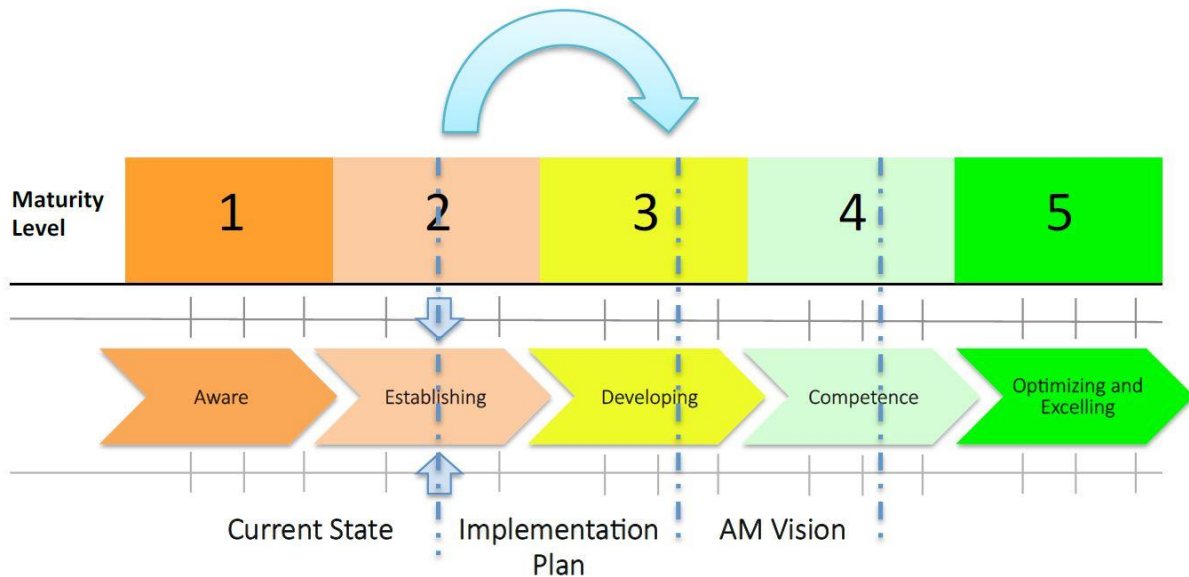 Maturity
Level
1
2
3
4
5
Aware
Establishing
Developing
Competence
Optimizing and
Excelling
Current State
Implementation
Plan
AM Vision